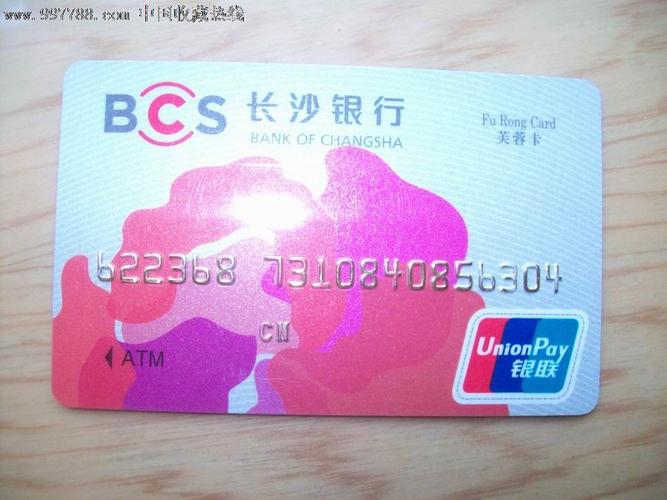 www.997788.com 中国收藏热线
BCS 长沙银行
BANK OF CHANGSHA
Fu Rong Card
芙蓉卡
622368 7310840856304
CN
ATM
UnionPay
银联